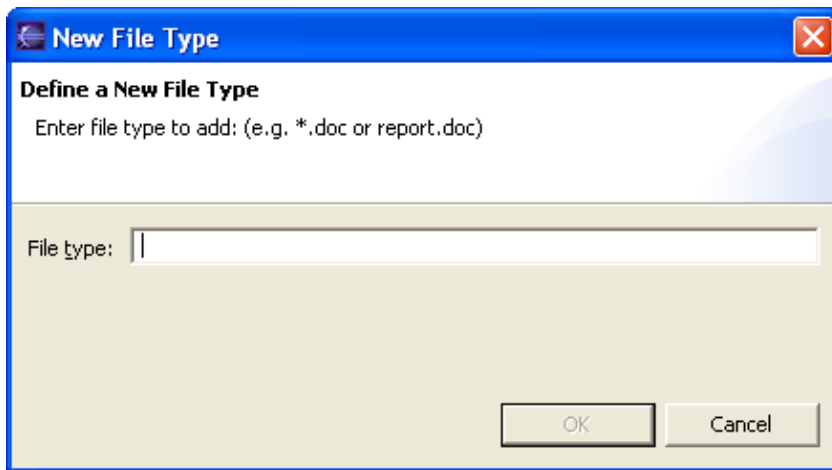 New File Type
Define a New File Type
Enter file type to add: (e.g. *.doc or report.doc)
File type:
OK
Cancel